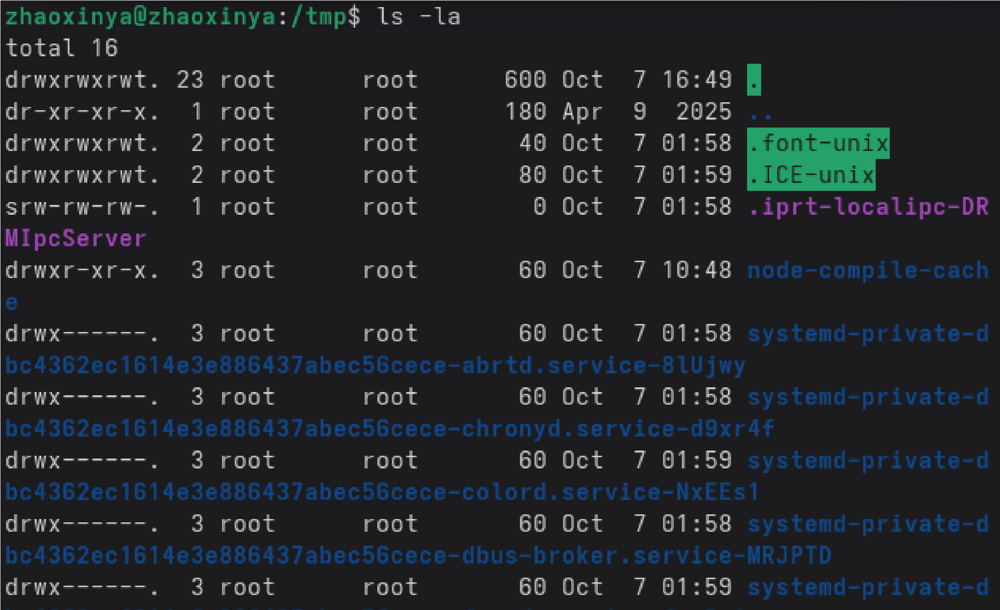 zhaoxinya@zhaoxinya:/tmp$ ls -la
total 16
drwxrwxrwt. 23 root      root      600 Oct  7 16:49 .
dr-xr-xr-x.  1 root      root      180 Apr  9  2025 ..
drwxrwxrwt.  2 root      root       40 Oct  7 01:58 .font-unix
drwxrwxrwt.  2 root      root       80 Oct  7 01:59 .ICE-unix
srw-rw-rw-.  1 root      root        0 Oct  7 01:58 .iprt-localipc-DR
MIpcServer
drwxr-xr-x.  3 root      root       60 Oct  7 10:48 node-compile-cach
e
drwx------.  3 root      root       60 Oct  7 01:58 systemd-private-d
bc4362ec1614e3e886437abec56cece-abrtd.service-8lUjwy
drwx------.  3 root      root       60 Oct  7 01:58 systemd-private-d
bc4362ec1614e3e886437abec56cece-chronyd.service-d9xr4f
drwx------.  3 root      root       60 Oct  7 01:59 systemd-private-d
bc4362ec1614e3e886437abec56cece-colord.service-NxEEs1
drwx------.  3 root      root       60 Oct  7 01:58 systemd-private-d
bc4362ec1614e3e886437abec56cece-dbus-broker.service-MRJPTD
drwx------.  3 root      root       60 Oct  7 01:59 systemd-private-d